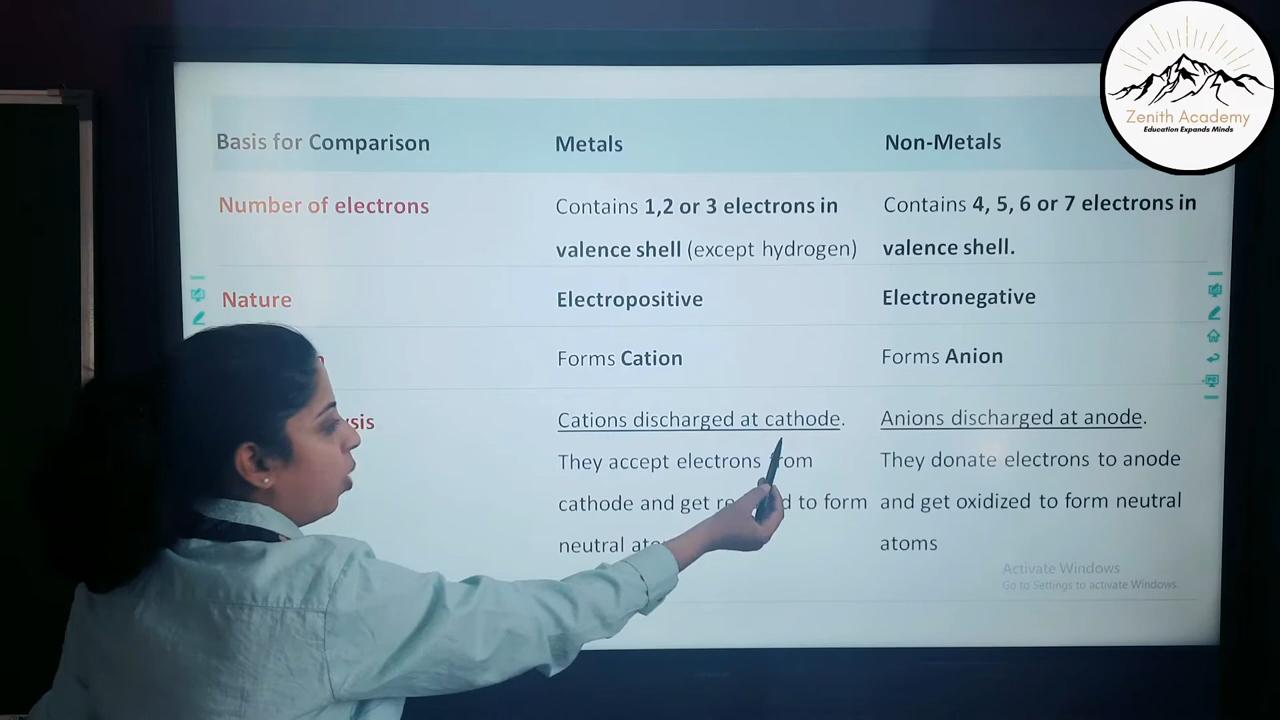 Zenith Academy
Education Expands Minds
Basis for Comparison Metals Non-Metals
Number of electrons Contains 1,2 or 3 electrons in Contains 4, 5, 6 or 7 electrons in
valence shell (except hydrogen) valence shell.
Nature Electropositive Electronegative
Forms Cation Forms Anion
Cations discharged at cathode. Anions discharged at anode.
They accept electrons from They donate electrons to anode
cathode and get to form and get oxidized to form neutral
neutral atoms
Activate Windows
Go to Settings to activate Windows.